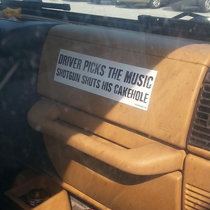 DRIVER PICKS THE MUSIC
SHOTGUN SHUTS HIS CAKEHOLE